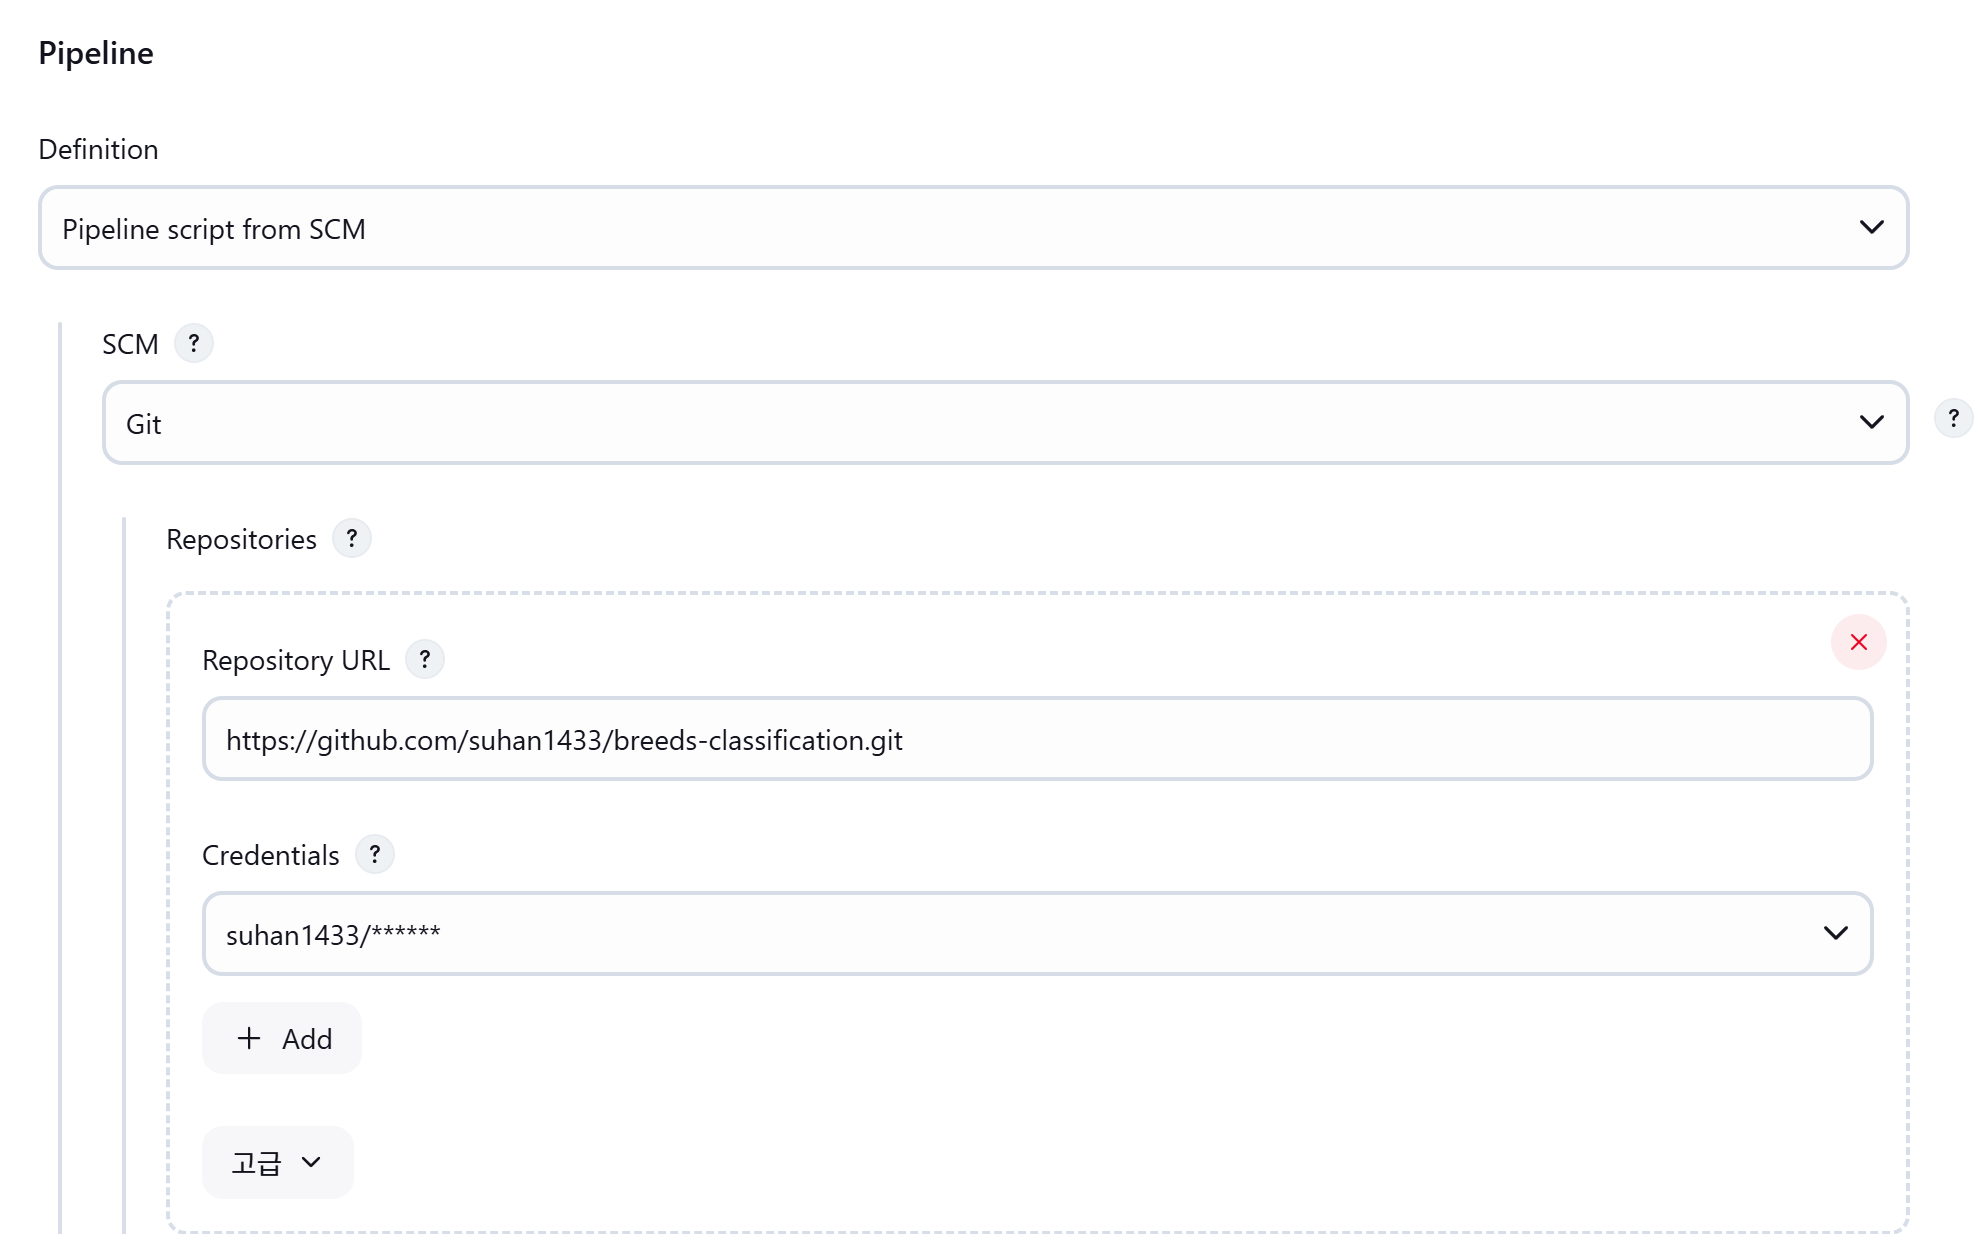 Pipeline
Definition
Pipeline script from SCM
SCM ?
Git
?
Repositories ?
Repository URL ?
https://github.com/suhan1433/breeds-classification.git
Credentials ?
suhan1433/******
+ Add
고급